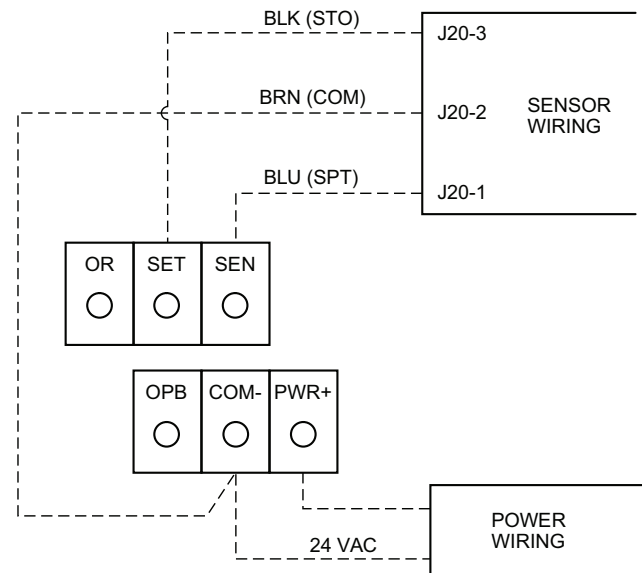 BLK (STO)
J20-3
BRN (COM)
J20-2
SENSOR
WIRING
BLU (SPT)
J20-1
OR
SET
SEN
OPB
COM-
PWR+
POWER
WIRING
24 VAC